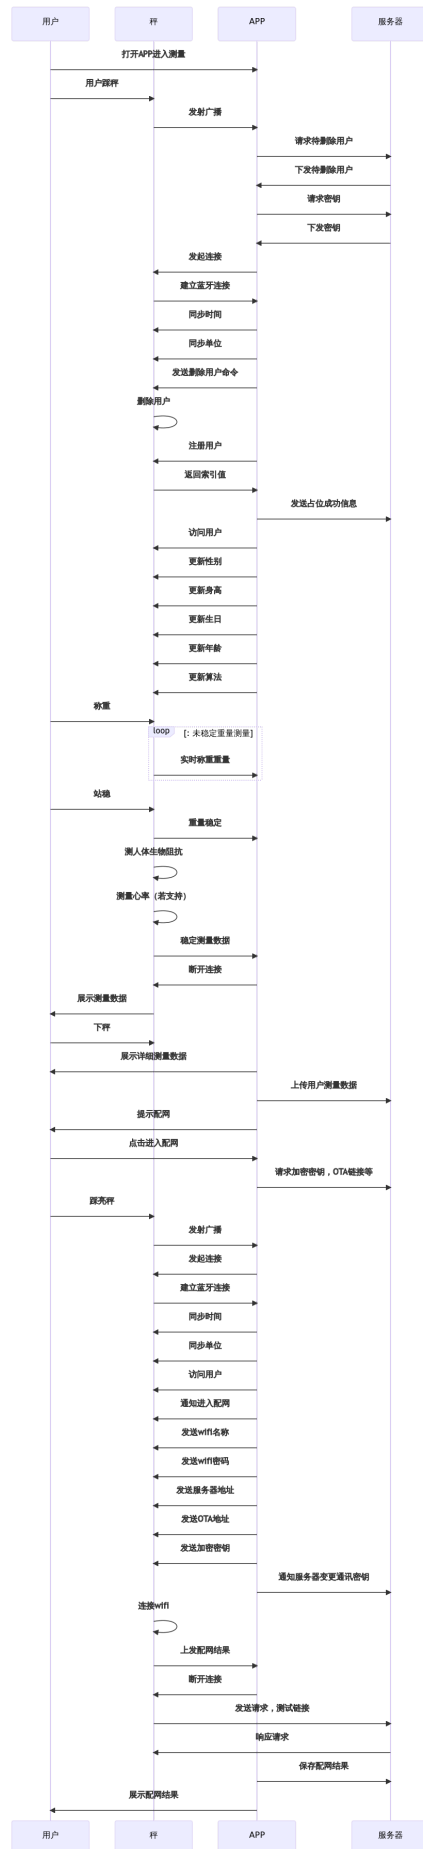 用户
秤
APP
服务器
打开APP进入测量
用户踩秤
发射广播
请求待删除用户
下发待删除用户
请求密钥
下发密钥
发起连接
建立蓝牙连接
同步时间
同步单位
发送删除用户命令
删除用户
注册用户
返回索引值
发送占位成功信息
访问用户
更新性别
更新身高
更新生日
更新年龄
更新算法
称重
loop
[: 未稳定重量测量]
实时称重重量
站稳
重量稳定
测人体生物阻抗
测量心率（若支持）
稳定测量数据
断开连接
展示测量数据
下秤
展示详细测量数据
上传用户测量数据
提示配网
点击进入配网
请求加密密钥，OTA链接等
踩亮秤
发射广播
发起连接
建立蓝牙连接
同步时间
同步单位
访问用户
通知进入配网
发送wifi名称
发送wifi密码
发送服务器地址
发送OTA地址
发送加密密钥
通知服务器变更通讯密钥
连接wifi
上发配网结果
断开连接
发送请求，测试链接
响应请求
保存配网结果
展示配网结果
用户
秤
APP
服务器